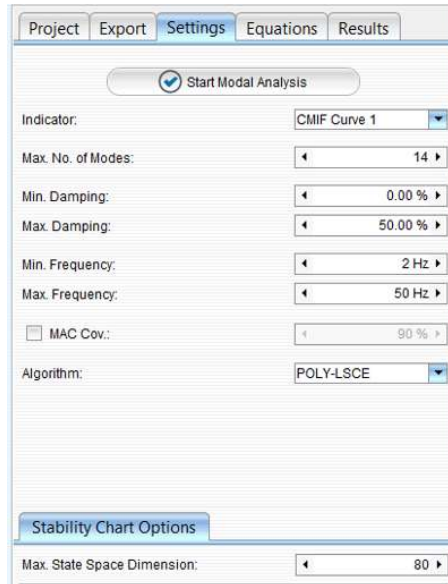 Project Export Settings Equations Results
Start Modal Analysis
Indicator: CMIF Curve 1
Max. No. of Modes: 14
Min. Damping: 0.00 %
Max. Damping: 50.00 %
Min. Frequency: 2 Hz
Max. Frequency: 50 Hz
MAC Cov.: 90 %
Algorithm: POLY-LSCE
Stability Chart Options
Max. State Space Dimension: 80